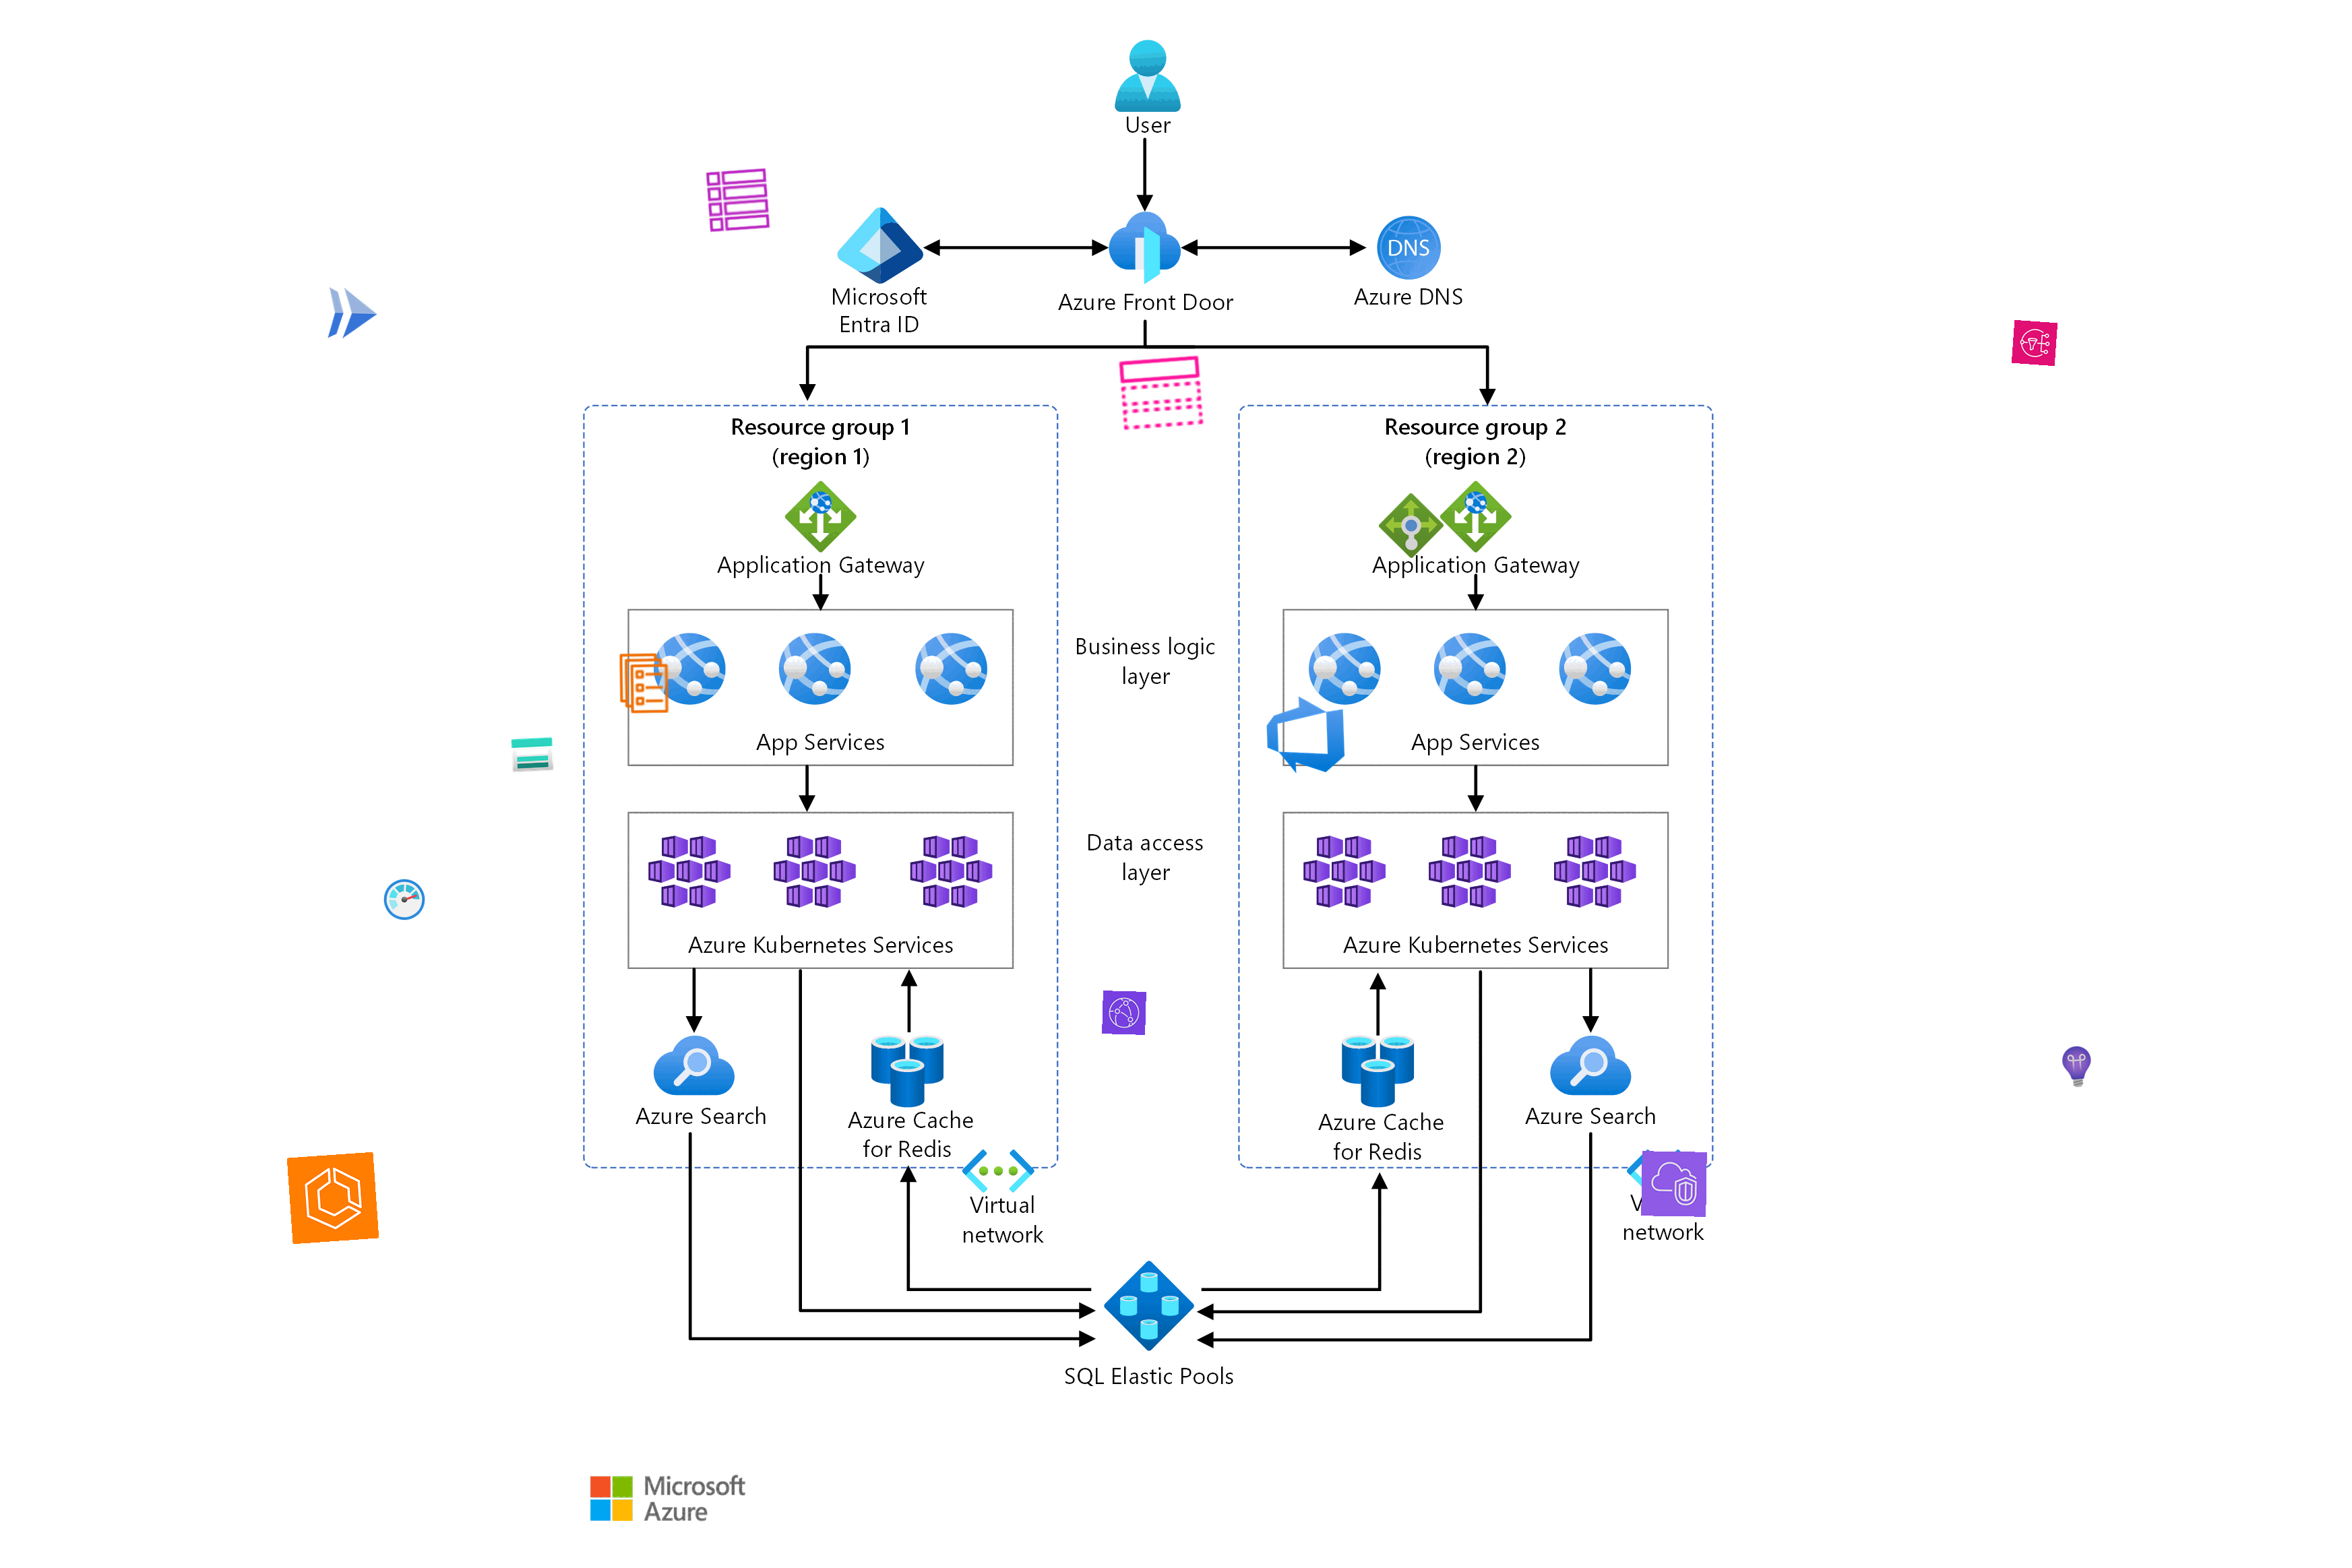 User
DNS
Microsoft
Entra ID
Azure Front Door
Azure DNS
Resource group 1
(region 1)
Resource group 2
(region 2)
Application Gateway
Application Gateway
Business logic
layer
App Services
App Services
Data access
layer
Azure Kubernetes Services
Azure Kubernetes Services
Azure Search
Azure Cache
for Redis
Azure Cache
for Redis
Azure Search
Virtual
network
network
SQL Elastic Pools
Microsoft
Azure